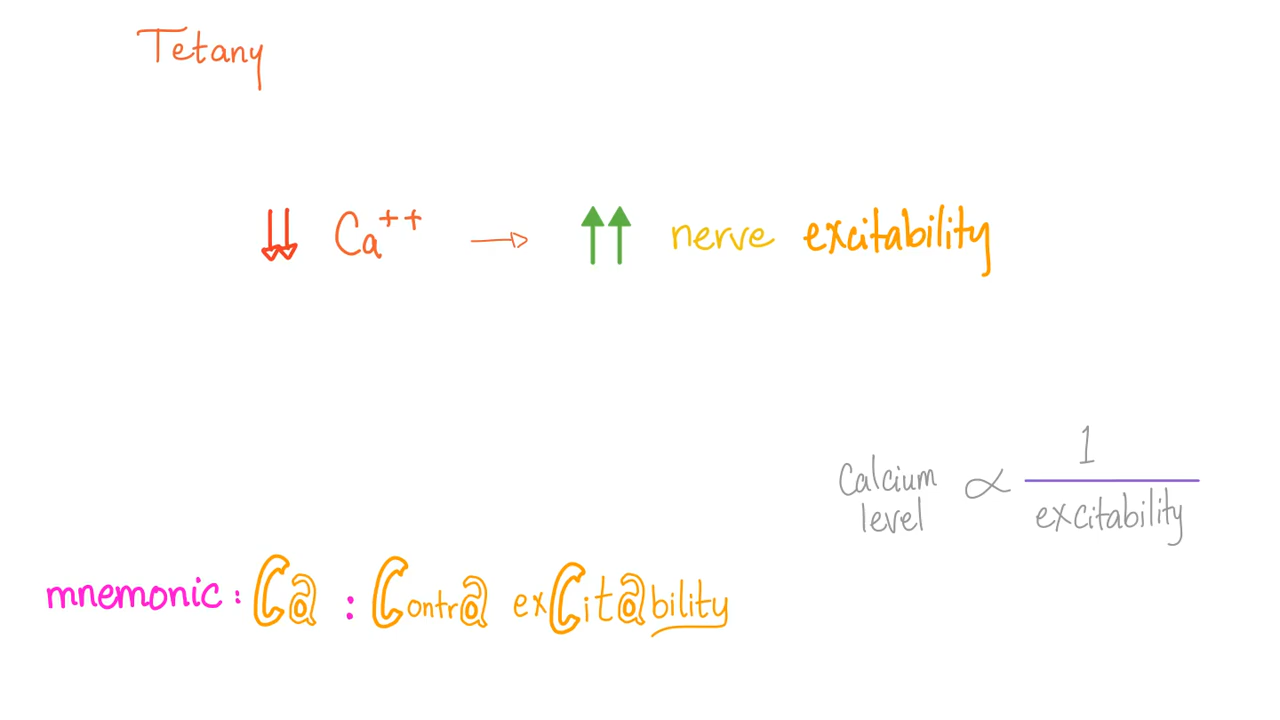 Tetany
↓↓ Ca++ → ↑↑ nerve excitability
Calcium level ∝ 1 / excitability
mnemonic : Ca : Contra exCitability